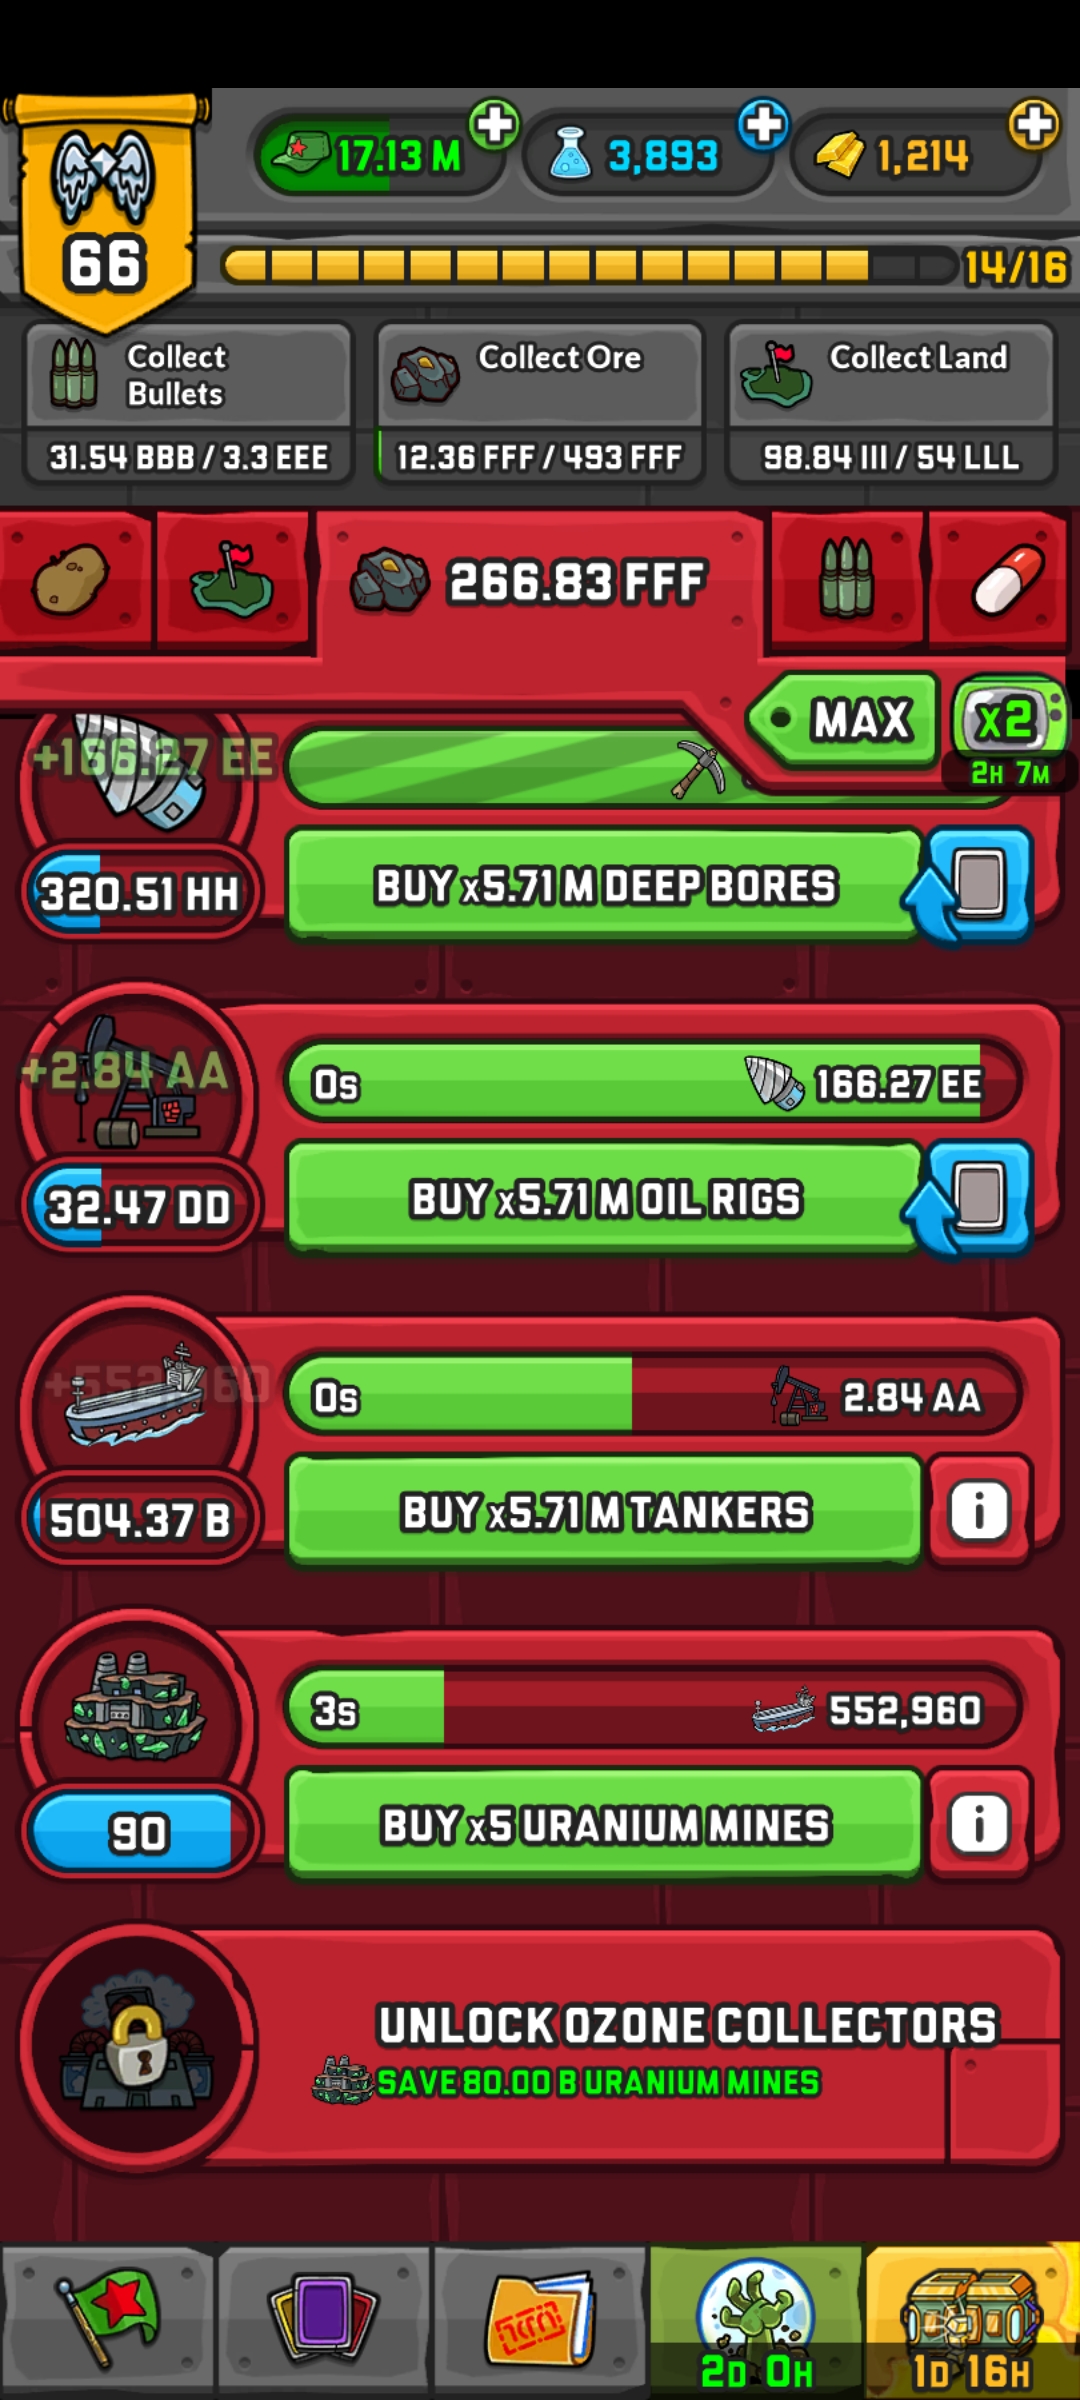 17.13 M
3,893
1,214
66
14/16
Collect
Bullets
31.54 BBB / 3.3 EEE
Collect Ore
12.36 FFF / 493 FFF
Collect Land
98.84 III / 54 LLL
266.83 FFF
MAX
x2
2H 7M
+166.27 EE
320.51 HH
BUY x5.71 M DEEP BORES
+2.84 AA
0s
166.27 EE
32.47 DD
BUY x5.71 M OIL RIGS
+552,960
0s
2.84 AA
504.37 B
BUY x5.71 M TANKERS
i
3s
552,960
90
BUY x5 URANIUM MINES
i
UNLOCK OZONE COLLECTORS
SAVE 80.00 B URANIUM MINES
2D 0H
1D 16H